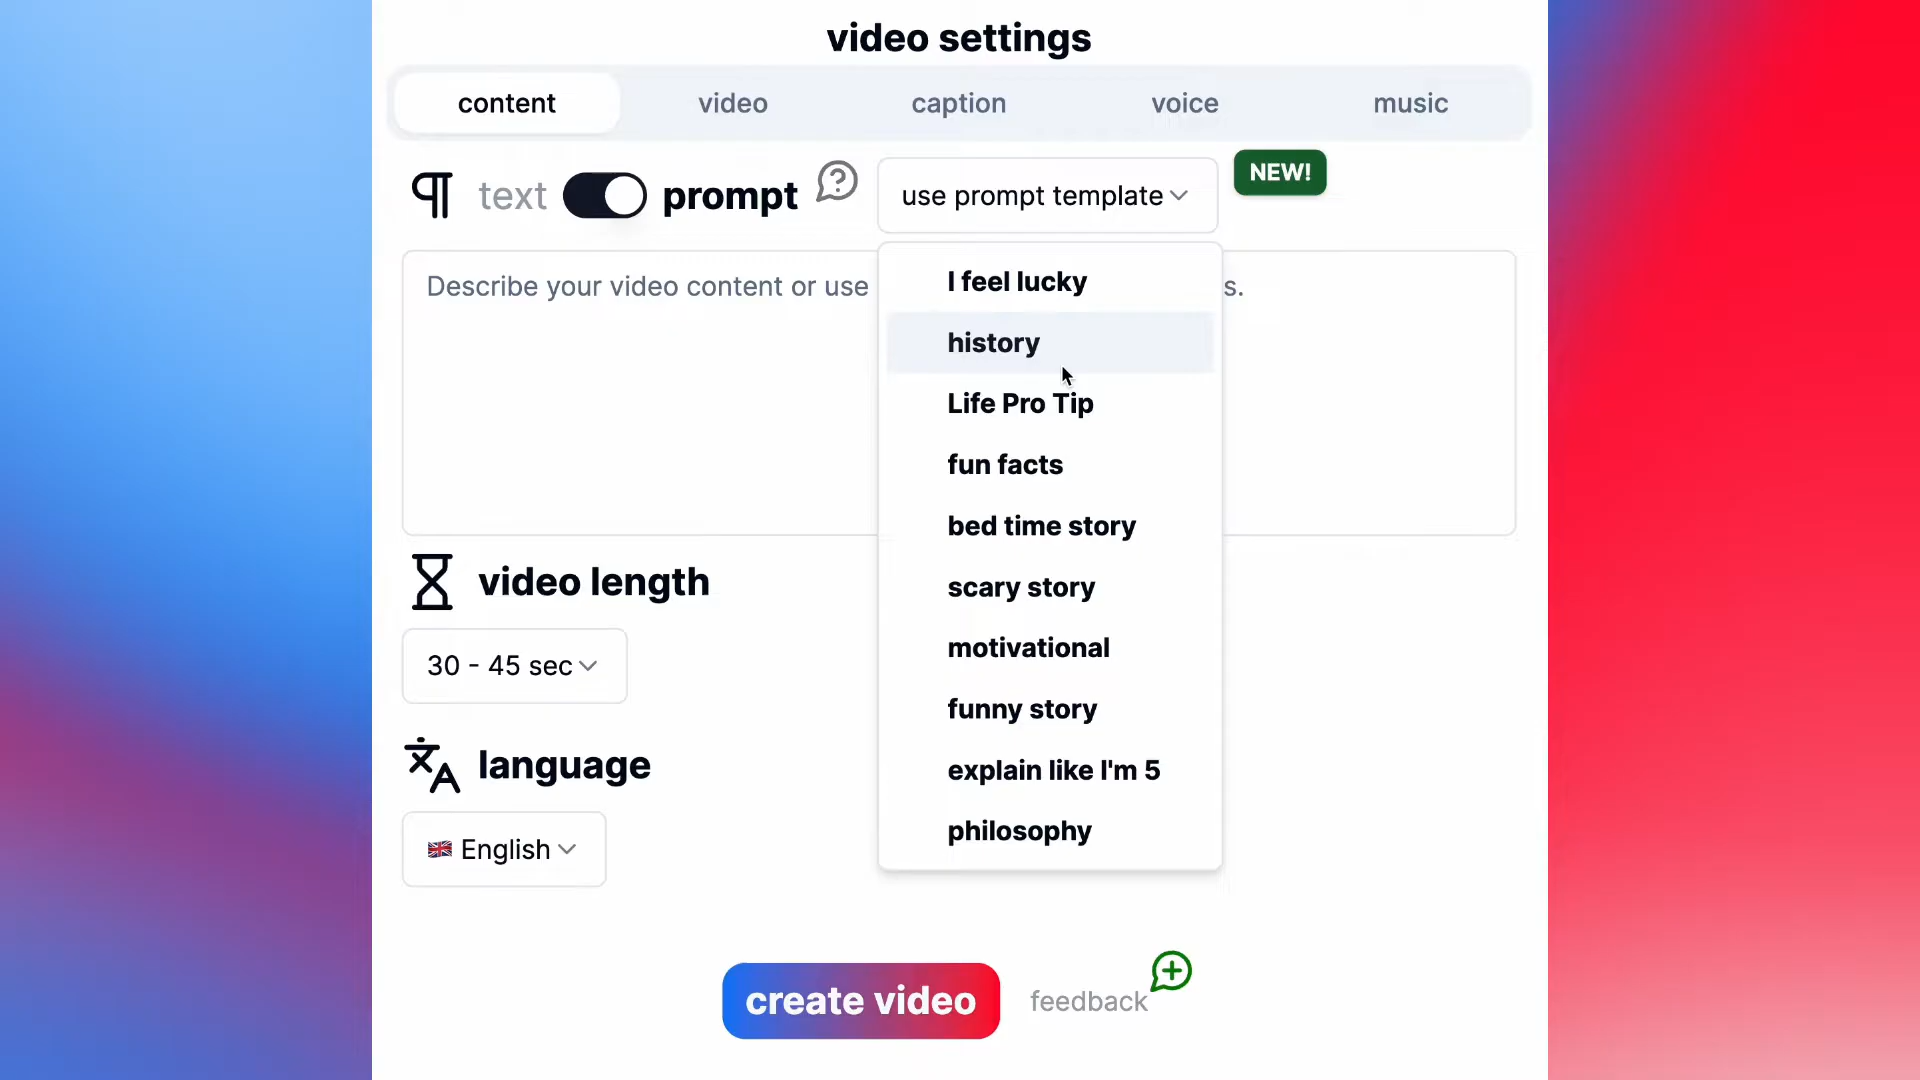 video settings
content video caption voice music
text prompt use prompt template NEW!
Describe your video content or use s.
I feel lucky
history
Life Pro Tip
fun facts
bed time story
scary story
motivational
funny story
explain like I'm 5
philosophy
video length
30 - 45 sec
language
English
create video feedback